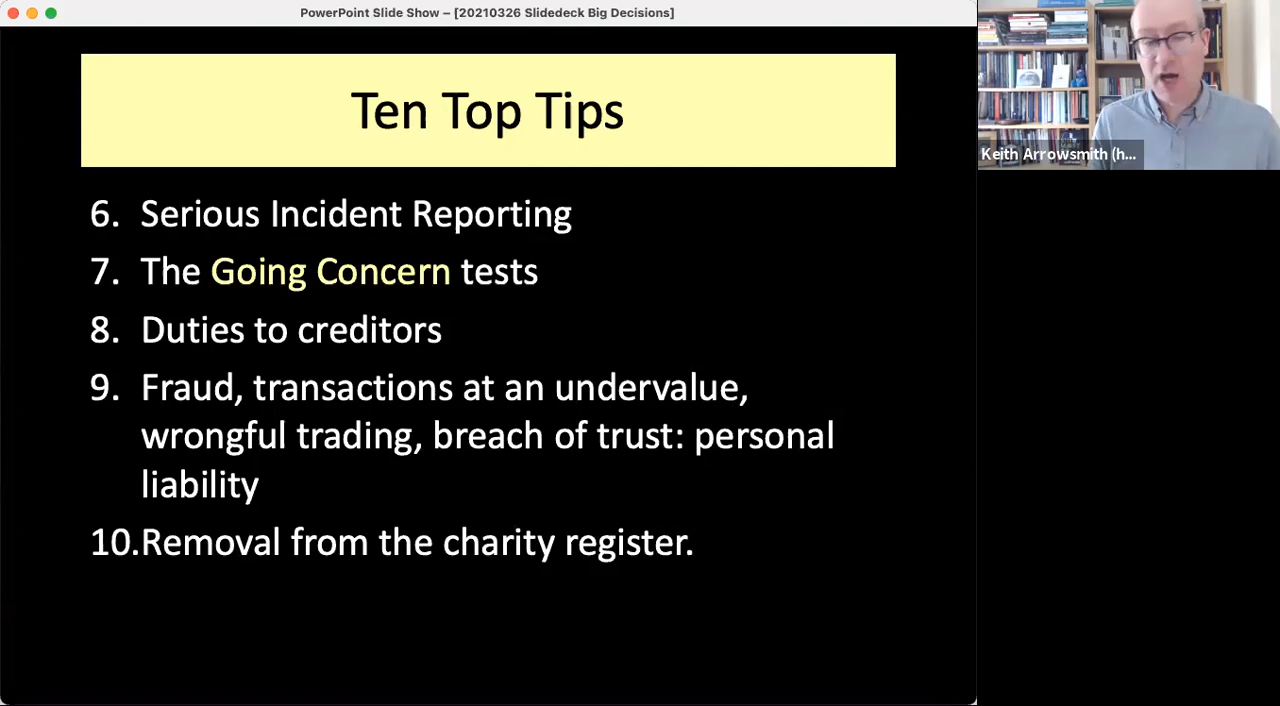 PowerPoint Slide Show – [20210326 Slidedeck Big Decisions]
Ten Top Tips
6. Serious Incident Reporting
7. The Going Concern tests
8. Duties to creditors
9. Fraud, transactions at an undervalue,
wrongful trading, breach of trust: personal
liability
10.Removal from the charity register.
Keith Arrowsmith (h...